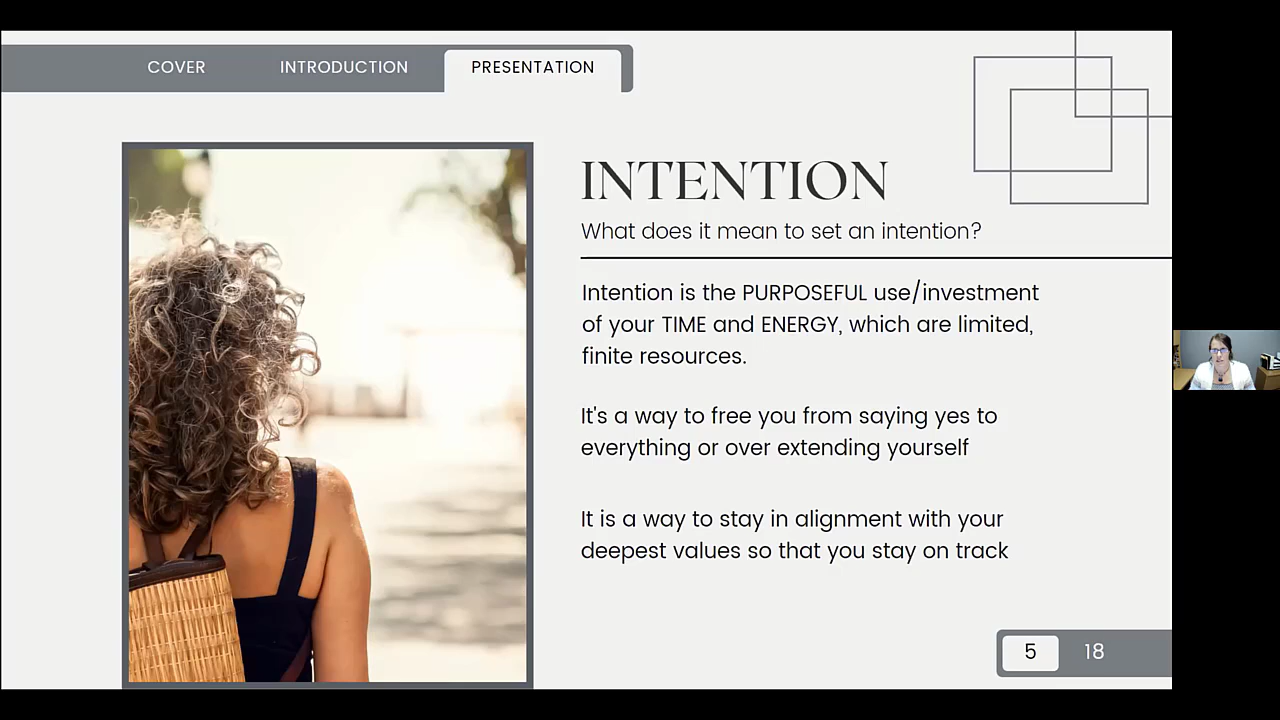 COVER
INTRODUCTION
PRESENTATION
INTENTION
What does it mean to set an intention?
Intention is the PURPOSEFUL use/investment
of your TIME and ENERGY, which are limited,
finite resources.
It's a way to free you from saying yes to
everything or over extending yourself
It is a way to stay in alignment with your
deepest values so that you stay on track
5
18